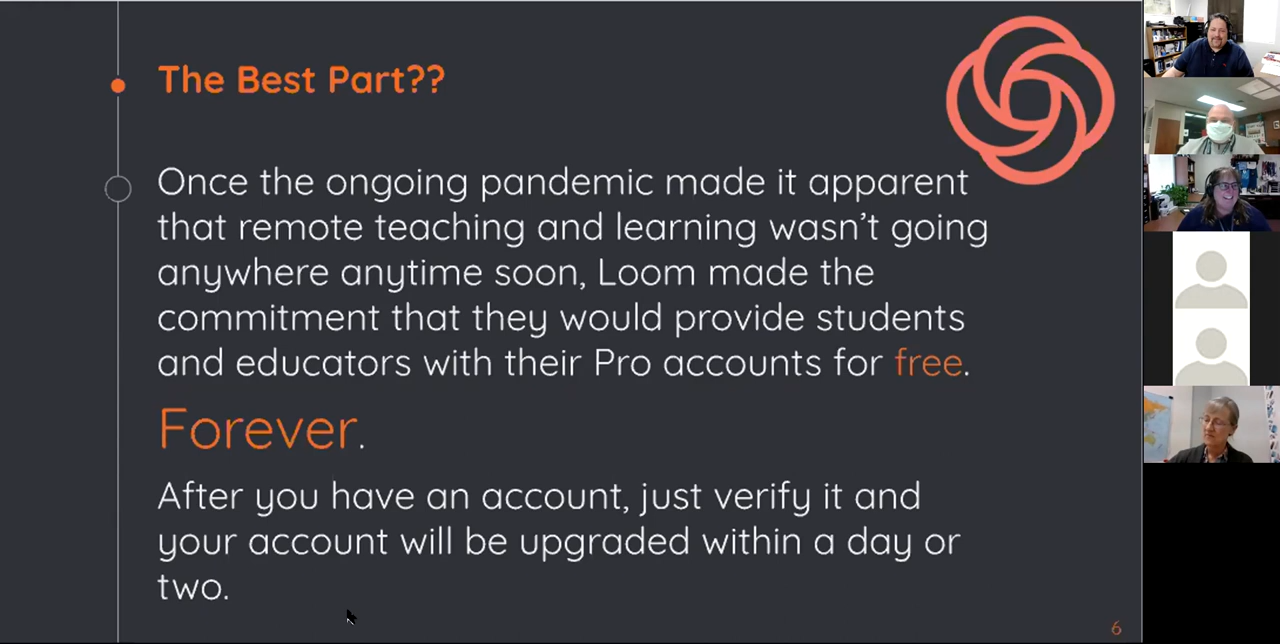 The Best Part??
Once the ongoing pandemic made it apparent
that remote teaching and learning wasn't going
anywhere anytime soon, Loom made the
commitment that they would provide students
and educators with their Pro accounts for free.
Forever.
After you have an account, just verify it and
your account will be upgraded within a day or
two.
6